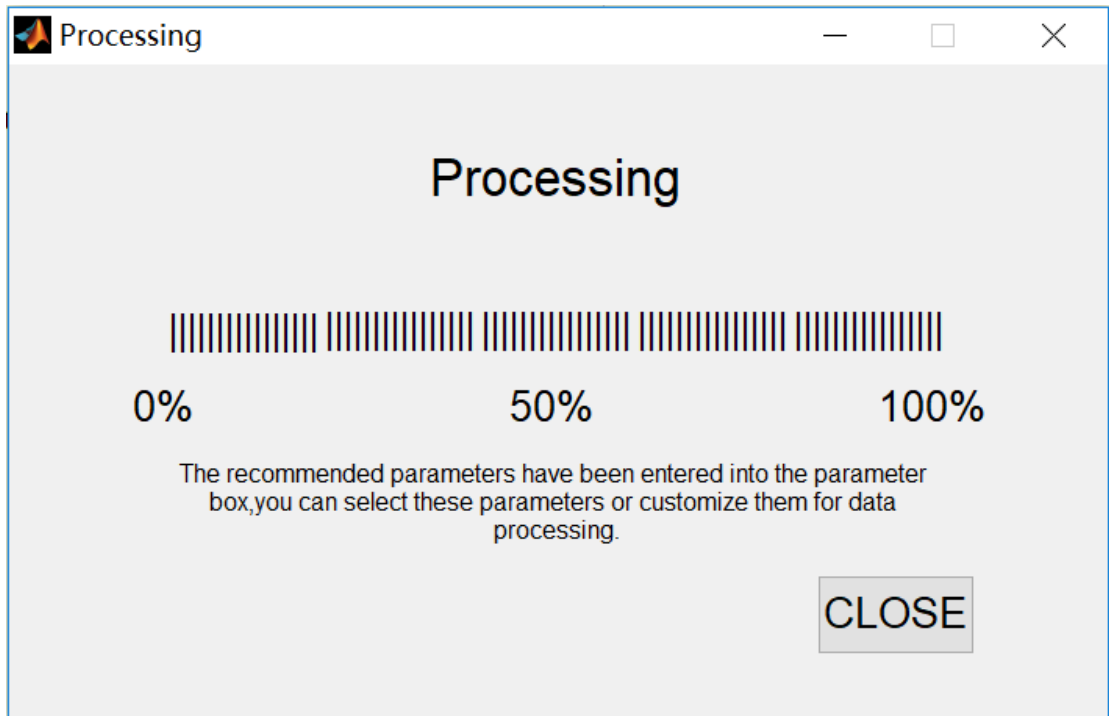 Processing
Processing
|||||||||||||||| |||||||||||||||| |||||||||||||||| |||||||||||||||| ||||||||||||||||
0% 50% 100%
The recommended parameters have been entered into the parameter
box,you can select these parameters or customize them for data
processing.
CLOSE